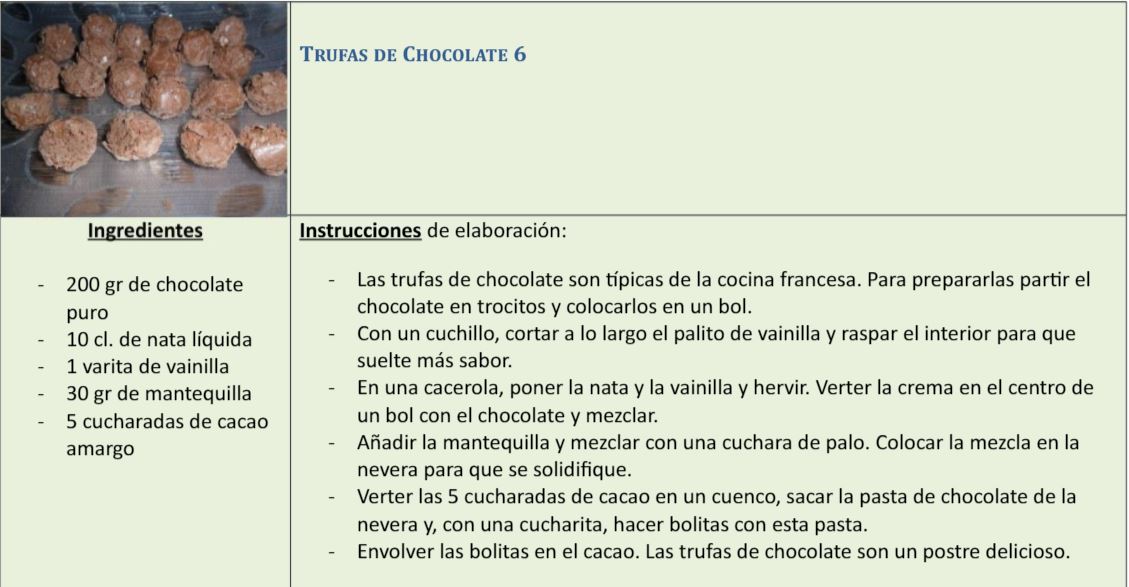 TRUFAS DE CHOCOLATE 6
Ingredientes
- 200 gr de chocolate
puro
- 10 cl. de nata líquida
- 1 varita de vainilla
- 30 gr de mantequilla
- 5 cucharadas de cacao
amargo
Instrucciones de elaboración:
- Las trufas de chocolate son típicas de la cocina francesa. Para prepararlas partir el
chocolate en trocitos y colocarlos en un bol.
- Con un cuchillo, cortar a lo largo el palito de vainilla y raspar el interior para que
suelte más sabor.
- En una cacerola, poner la nata y la vainilla y hervir. Verter la crema en el centro de
un bol con el chocolate y mezclar.
- Añadir la mantequilla y mezclar con una cuchara de palo. Colocar la mezcla en la
nevera para que se solidifique.
- Verter las 5 cucharadas de cacao en un cuenco, sacar la pasta de chocolate de la
nevera y, con una cucharita, hacer bolitas con esta pasta.
- Envolver las bolitas en el cacao. Las trufas de chocolate son un postre delicioso.